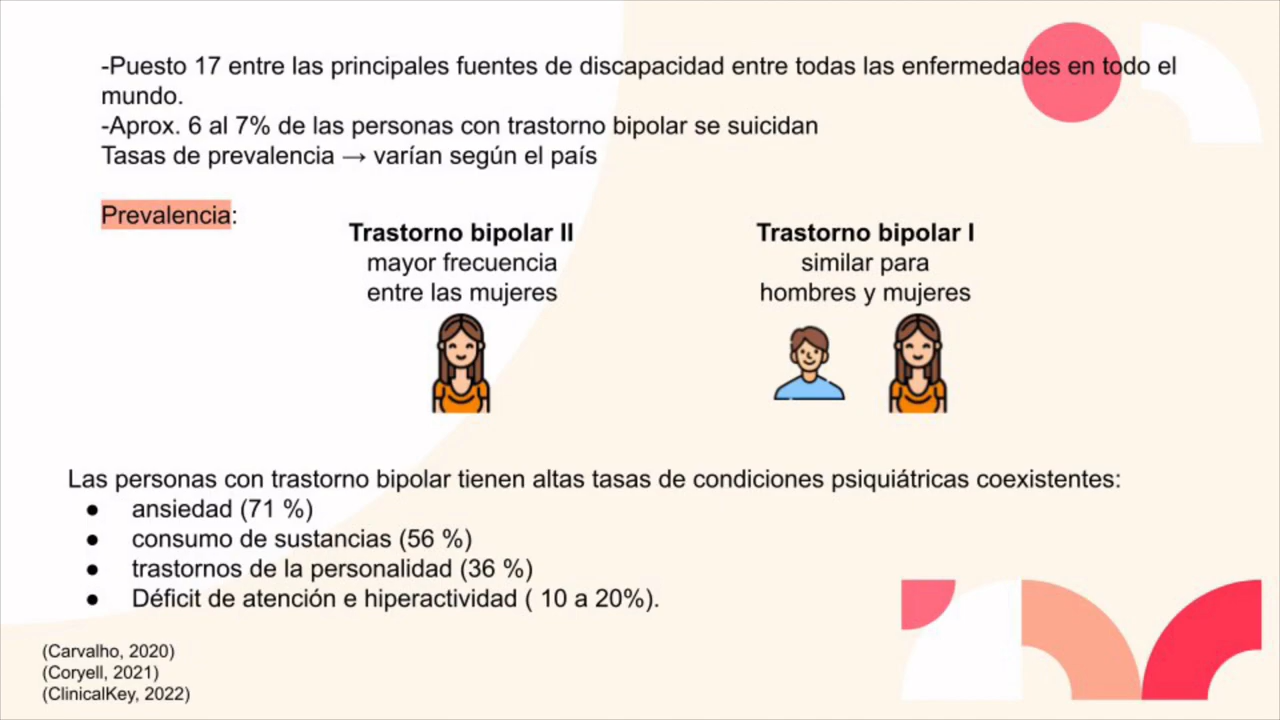 -Puesto 17 entre las principales fuentes de discapacidad entre todas las enfermedades en todo el
mundo.
-Aprox. 6 al 7% de las personas con trastorno bipolar se suicidan
Tasas de prevalencia → varían según el país
Prevalencia:
Trastorno bipolar II
mayor frecuencia
entre las mujeres
Trastorno bipolar I
similar para
hombres y mujeres
Las personas con trastorno bipolar tienen altas tasas de condiciones psiquiátricas coexistentes:
● ansiedad (71 %)
● consumo de sustancias (56 %)
● trastornos de la personalidad (36 %)
● Déficit de atención e hiperactividad ( 10 a 20%).
(Carvalho, 2020)
(Coryell, 2021)
(ClinicalKey, 2022)